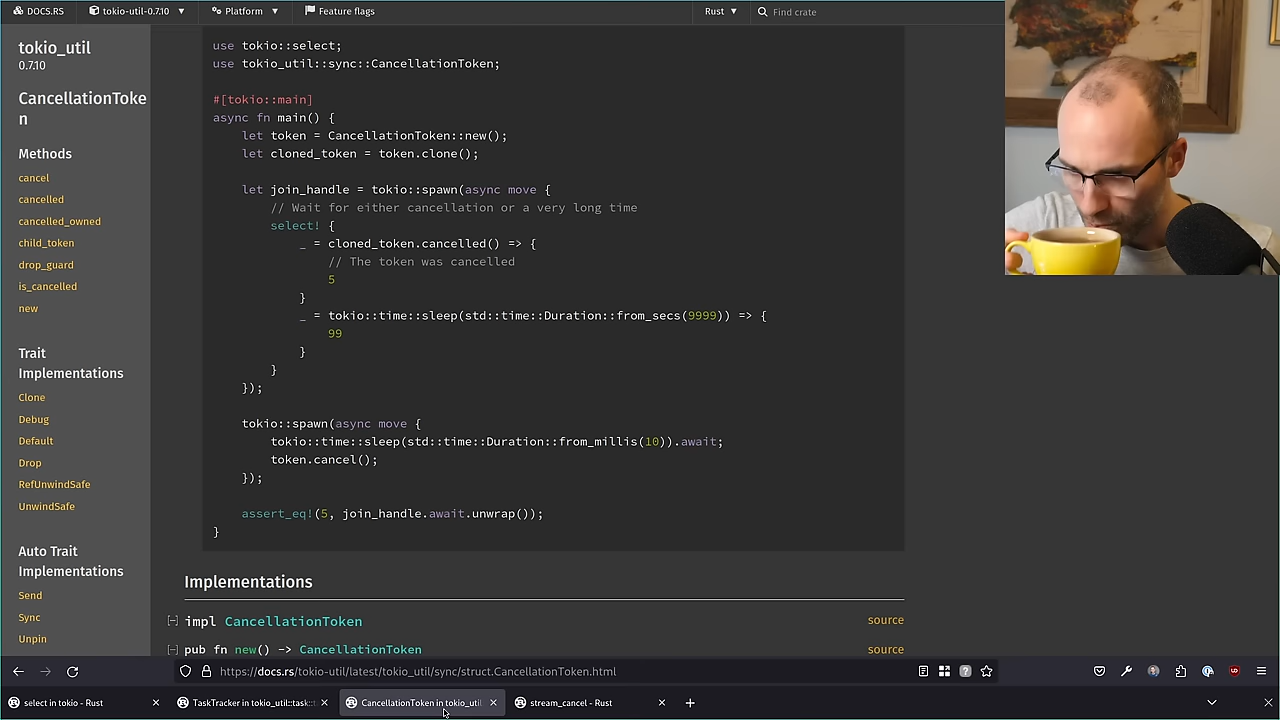 DOCS.RS
tokio-util-0.7.10
Platform
Feature flags
Rust
Find crate
tokio_util
0.7.10
CancellationToke
n
Methods
cancel
cancelled
cancelled_owned
child_token
drop_guard
is_cancelled
new
Trait
Implementations
Clone
Debug
Default
Drop
RefUnwindSafe
UnwindSafe
Auto Trait
Implementations
Send
Sync
Unpin
use tokio::select;
use tokio_util::sync::CancellationToken;
#[tokio::main]
async fn main() {
let token = CancellationToken::new();
let cloned_token = token.clone();
let join_handle = tokio::spawn(async move {
// Wait for either cancellation or a very long time
select! {
_ = cloned_token.cancelled() => {
// The token was cancelled
5
}
_ = tokio::time::sleep(std::time::Duration::from_secs(9999)) => {
99
}
}
});
tokio::spawn(async move {
tokio::time::sleep(std::time::Duration::from_millis(10)).await;
token.cancel();
});
assert_eq!(5, join_handle.await.unwrap());
}
Implementations
[-] impl CancellationToken source
[-] pub fn new() -> CancellationToken source
https://docs.rs/tokio-util/latest/tokio_util/sync/struct.CancellationToken.html
select in tokio - Rust
TaskTracker in tokio_util::task::
CancellationToken in tokio_util
stream_cancel - Rust